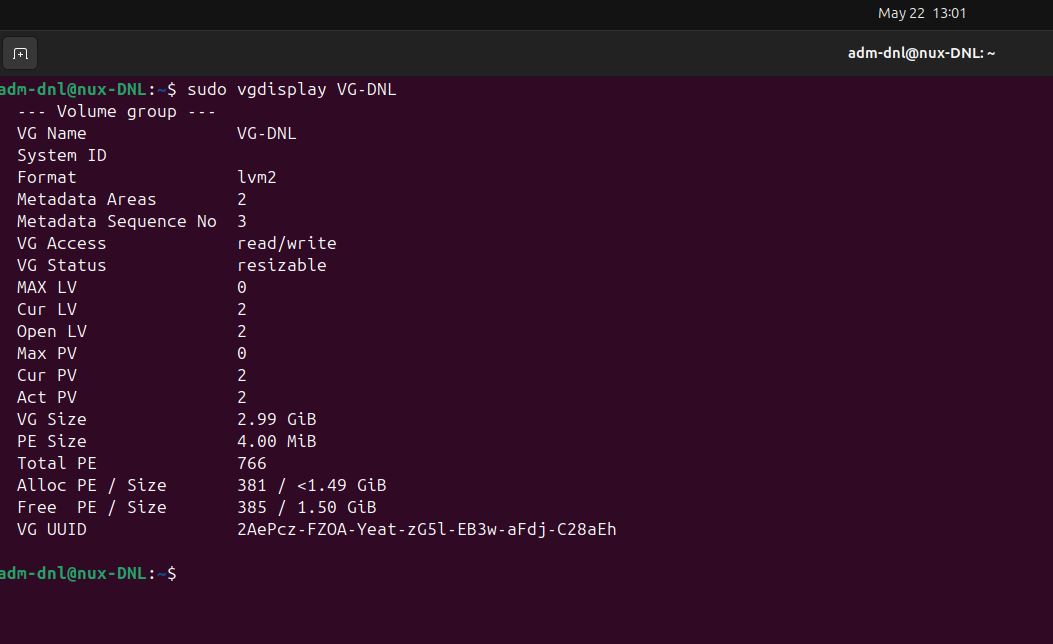 May 22 13:01
adm-dnl@nux-DNL: ~
adm-dnl@nux-DNL:~$ sudo vgdisplay VG-DNL
--- Volume group ---
VG Name VG-DNL
System ID
Format lvm2
Metadata Areas 2
Metadata Sequence No 3
VG Access read/write
VG Status resizable
MAX LV 0
Cur LV 2
Open LV 2
Max PV 0
Cur PV 2
Act PV 2
VG Size 2.99 GiB
PE Size 4.00 MiB
Total PE 766
Alloc PE / Size 381 / <1.49 GiB
Free PE / Size 385 / 1.50 GiB
VG UUID 2AePcz-FZOA-Yeat-zG5l-EB3w-aFdj-C28aEh
adm-dnl@nux-DNL:~$